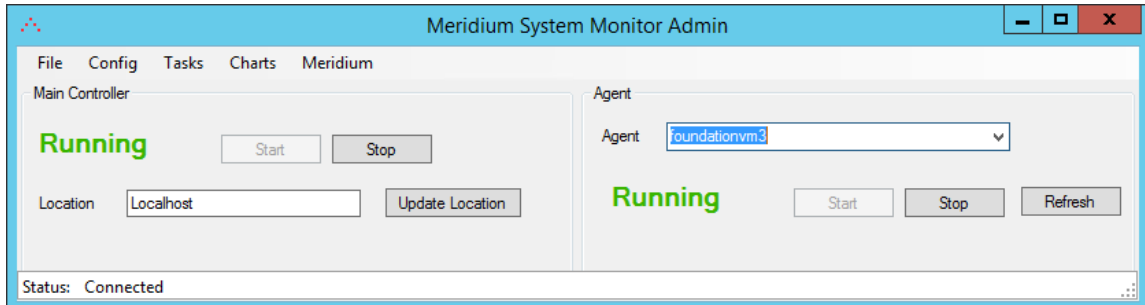 Meridium System Monitor Admin
File Config Tasks Charts Meridium
Main Controller
Running Start Stop
Location Localhost Update Location
Agent
Agent foundationvm3
Running Start Stop Refresh
Status: Connected